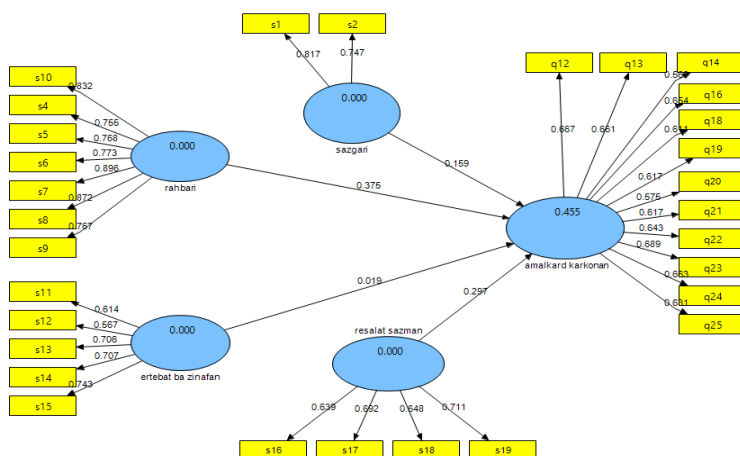 s1
s2
0.817
0.747
q12
q13
q14
q16
q18
q19
q20
q21
q22
q23
q24
q25
0.667
0.661
0.654
0.611
0.617
0.575
0.617
0.643
0.689
0.663
s10
s4
s5
s6
s7
s8
s9
0.832
0.755
0.768
0.773
0.896
0.872
0.767
0.000
rahbari
0.000
sazgari
0.159
0.375
0.455
amalkard karkonan
0.019
0.297
s11
s12
s13
s14
s15
0.614
0.567
0.706
0.707
0.743
0.000
ertebat ba zinafan
resalat sazman
0.000
0.639
0.692
0.648
0.711
s16
s17
s18
s19